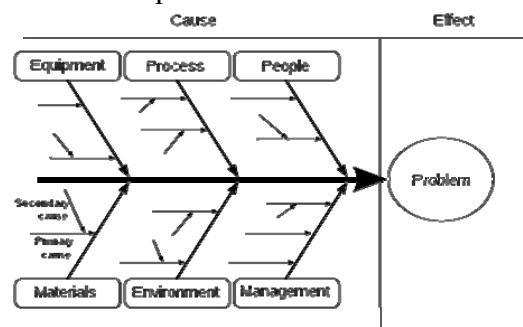 Cause Effect
Equipment Process People
Problem
Secondary
cause
Primary
cause
Materials Environment Management